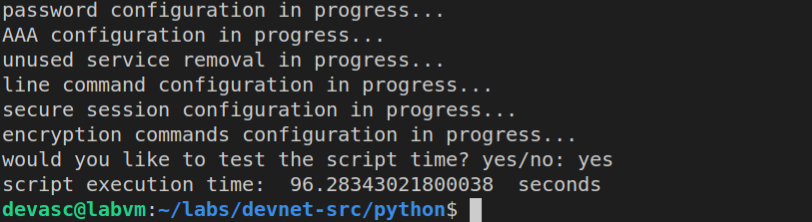 password configuration in progress...
AAA configuration in progress...
unused service removal in progress...
line command configuration in progress...
secure session configuration in progress...
encryption commands configuration in progress...
would you like to test the script time? yes/no: yes
script execution time:  96.28343021800038  seconds
devasc@labvm:~/labs/devnet-src/python$